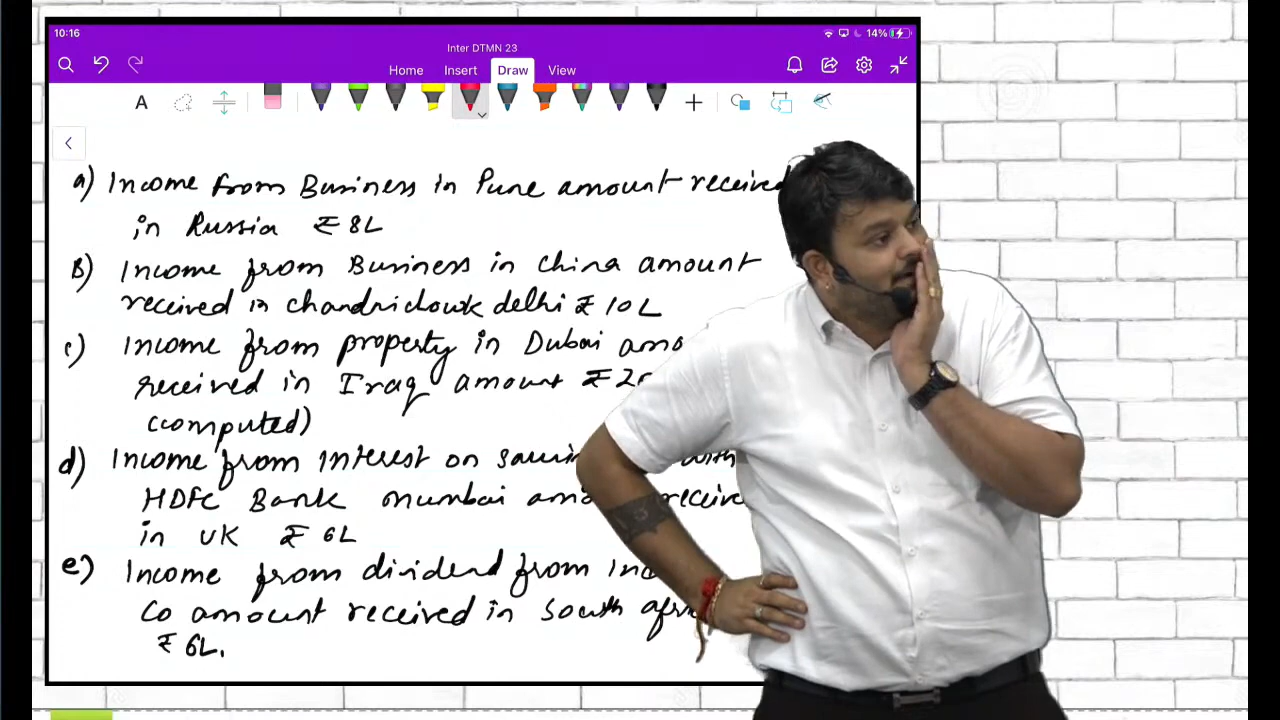 10:16
14%
Inter DTMN 23
Home Insert Draw View
A
a) Income from Business in Pune amount received
in Russia ₹ 8L
B) Income from Business in China amount
received in chandnichowk delhi ₹ 10L
c) Income from property in Dubai
received in Iraq amount ₹
(computed)
d) Income from interest on with
HDFC Bank mumbai
in UK ₹ 6L
e) Income from dividend from
co amount received in south
₹ 6L.